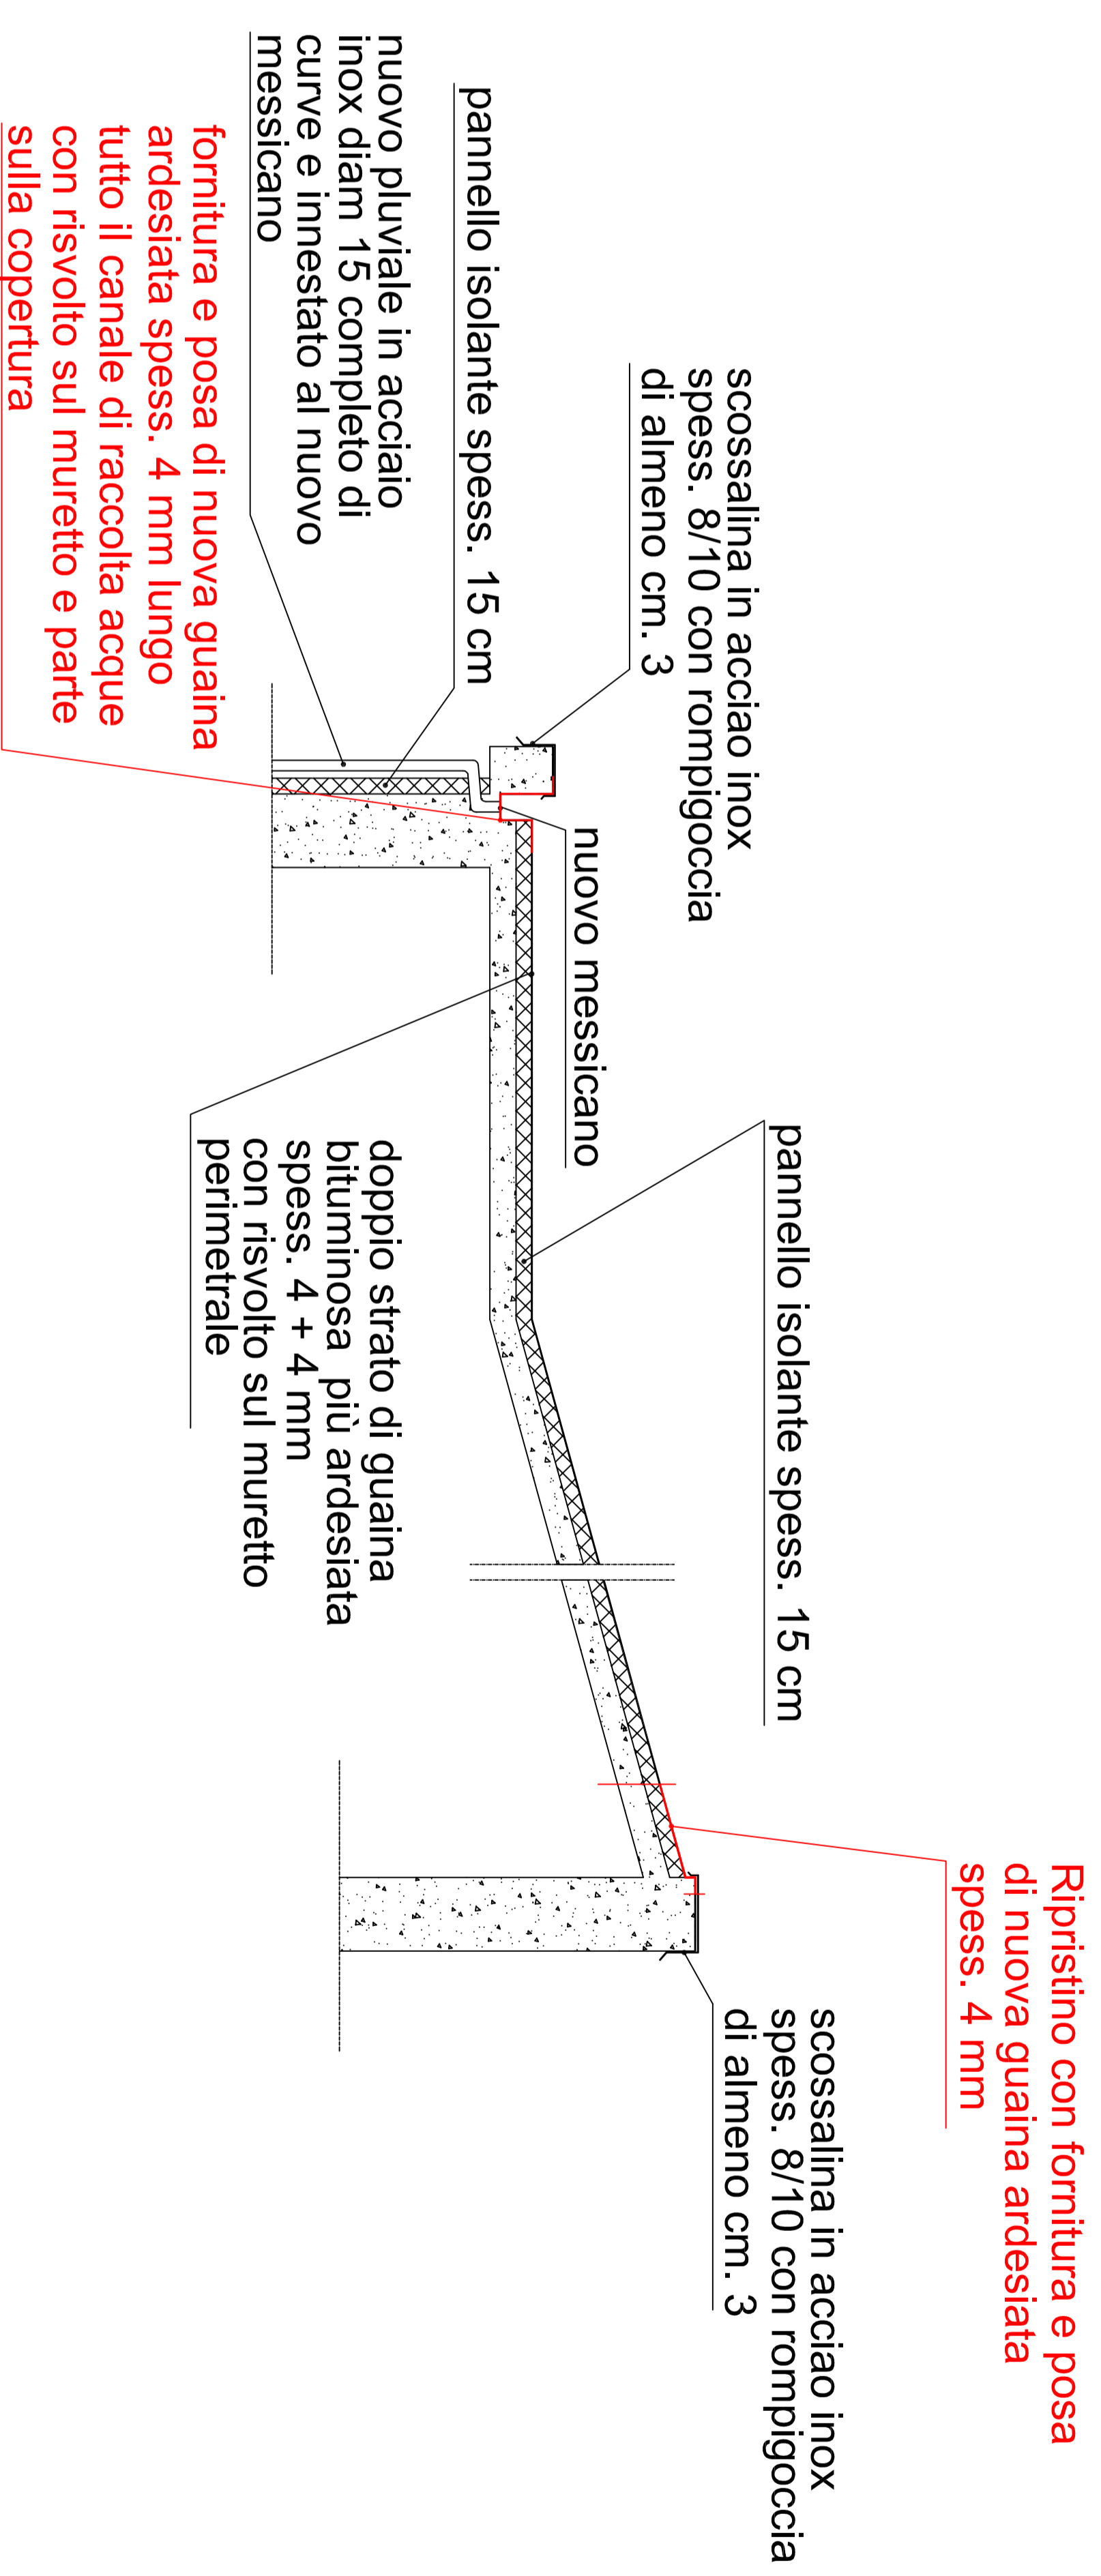 Ripristino con fornitura e posa
di nuova guaina ardesiata
spess. 4 mm
scossalina in acciao inox
spess. 8/10 con rompigoccia
di almeno cm. 3
scossalina in acciao inox
spess. 8/10 con rompigoccia
di almeno cm. 3
pannello isolante spess. 15 cm
nuovo messicano
pannello isolante spess. 15 cm
nuovo pluviale in acciaio
inox diam 15 completo di
curve e innestato al nuovo
messicano
doppio strato di guaina
bituminosa più ardesiata
spess. 4 + 4 mm
con risvolto sul muretto
perimetrale
fornitura e posa di nuova guaina
ardesiata spess. 4 mm lungo
tutto il canale di raccolta acque
con risvolto sul muretto e parte
sulla copertura